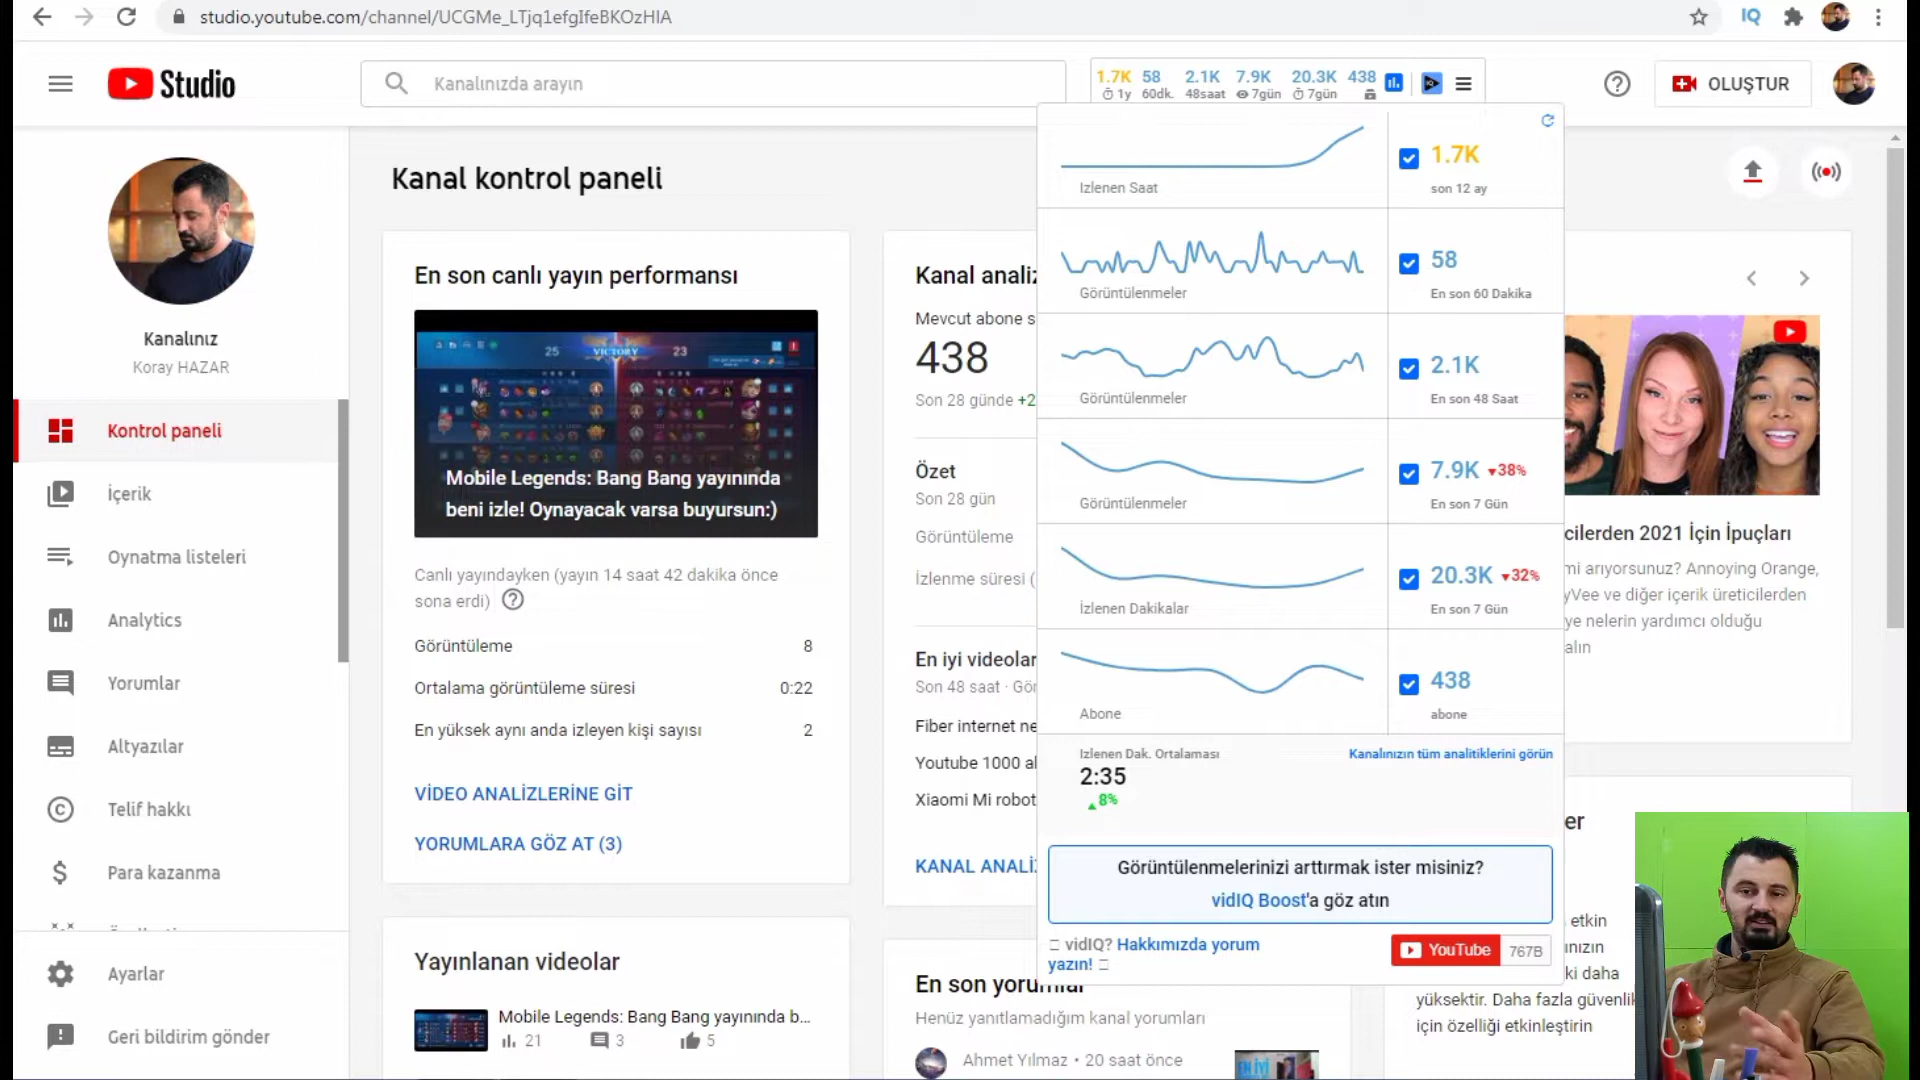 studio.youtube.com/channel/UCGMe_LTjq1efgIfeBKOzHIA
IQ
Studio
Kanalınızda arayın
1.7K 58 2.1K 7.9K 20.3K 438
1y 60dk. 48saat 7gün 7gün
OLUŞTUR
Kanalınız
Koray HAZAR
Kontrol paneli
İçerik
Oynatma listeleri
Analytics
Yorumlar
Altyazılar
Telif hakkı
Para kazanma
Ayarlar
Geri bildirim gönder
Kanal kontrol paneli
En son canlı yayın performansı
25 VICTORY 23
Mobile Legends: Bang Bang yayınında
beni izle! Oynayacak varsa buyursun:)
Canlı yayındayken (yayın 14 saat 42 dakika önce
sona erdi)
Görüntüleme 8
Ortalama görüntüleme süresi 0:22
En yüksek aynı anda izleyen kişi sayısı 2
VİDEO ANALİZLERİNE GİT
YORUMLARA GÖZ AT (3)
Yayınlanan videolar
Mobile Legends: Bang Bang yayınında b...
21 3 5
Kanal analiz
Mevcut abone s
438
Son 28 günde +2
Özet
Son 28 gün
Görüntüleme
İzlenme süresi (
En iyi videolar
Son 48 saat · Gör
Fiber internet ne
Youtube 1000 al
Xiaomi Mi robot
KANAL ANALİZ
En son yorumlar
Henüz yanıtlamadığım kanal yorumları
Ahmet Yılmaz • 20 saat önce
EN İYİ
Izlenen Saat
1.7K
son 12 ay
Görüntülenmeler
58
En son 60 Dakika
Görüntülenmeler
2.1K
En son 48 Saat
Görüntülenmeler
7.9K ▾38%
En son 7 Gün
İzlenen Dakikalar
20.3K ▾32%
En son 7 Gün
Abone
438
abone
Izlenen Dak. Ortalaması
2:35
▴8%
Kanalınızın tüm analitiklerini görün
Görüntülenmelerinizi arttırmak ister misiniz?
vidIQ Boost'a göz atın
vidIQ? Hakkımızda yorum
yazın!
YouTube 767B
cilerden 2021 İçin İpuçları
mi arıyorsunuz? Annoying Orange,
yVee ve diğer içerik üreticilerden
ye nelerin yardımcı olduğu
alın
er
etkin
ınızın
ki daha
yüksektir. Daha fazla güvenlik
için özelliği etkinleştirin